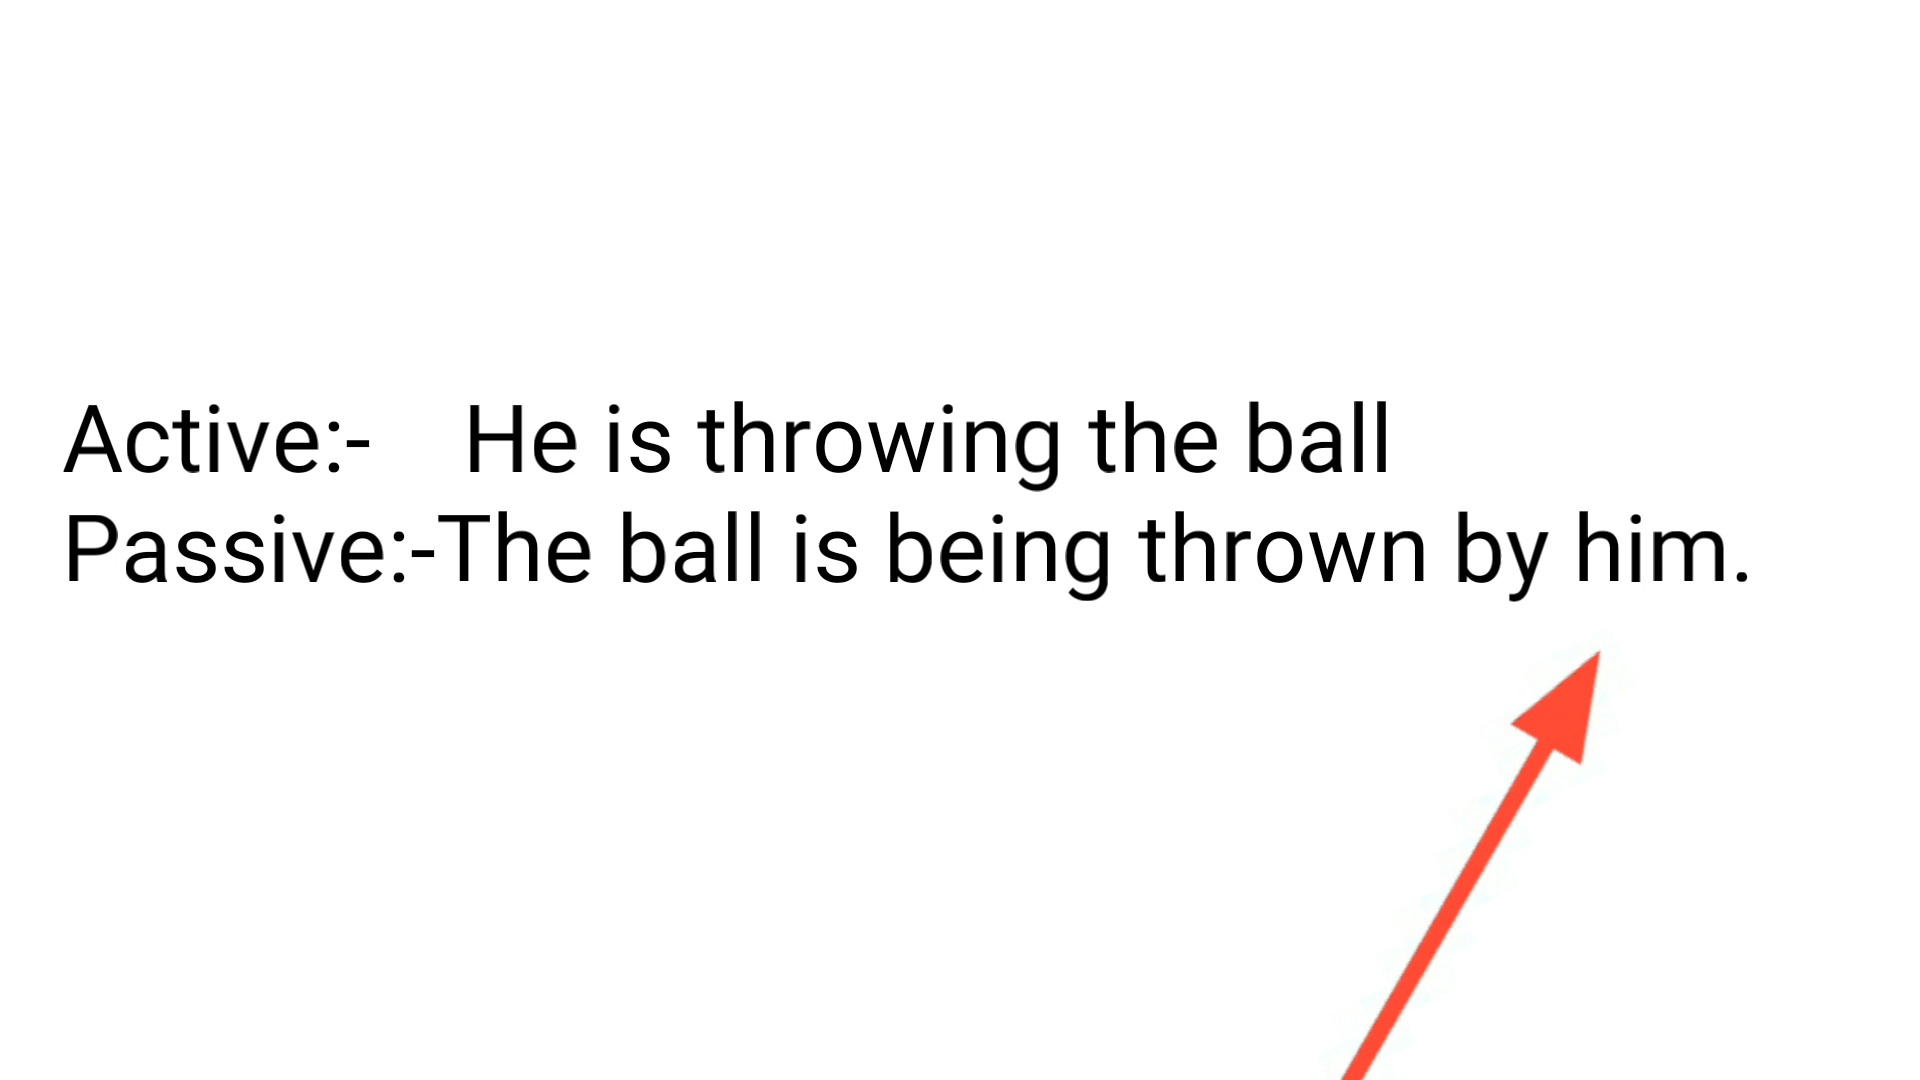 Active:-    He is throwing the ball
Passive:-The ball is being thrown by him.